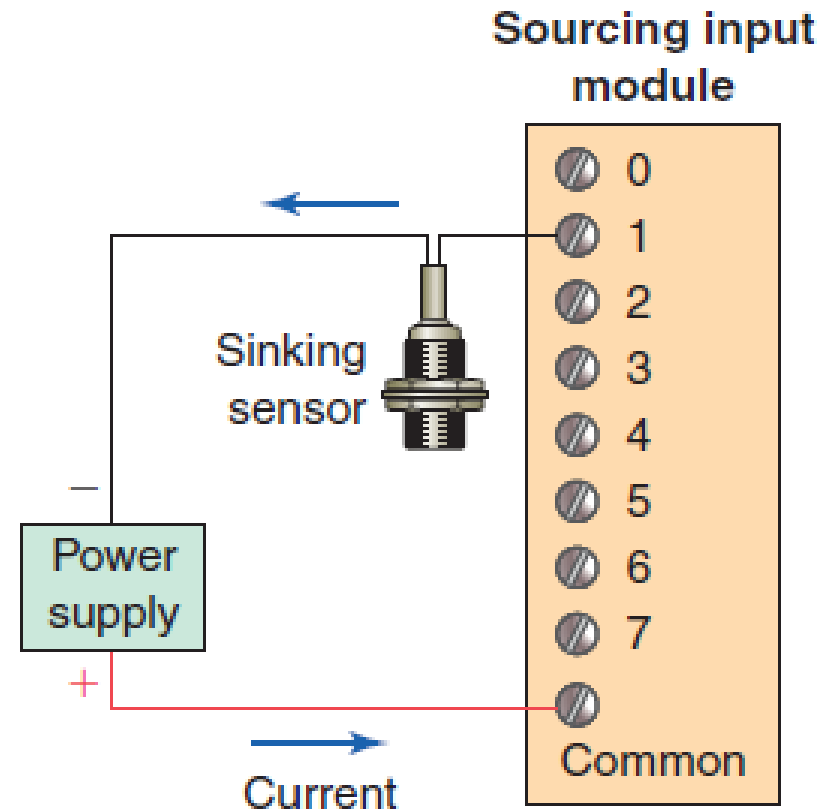 Sourcing input
module
0
1
2
3
4
5
6
7
Common
Sinking
sensor
−
Power
supply
+
Current